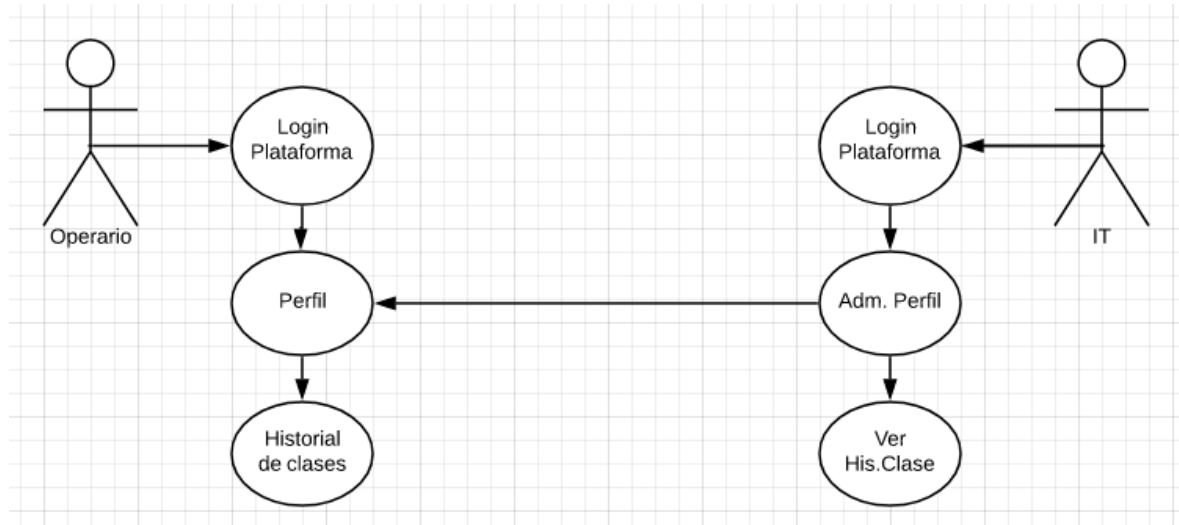 Login
Plataforma
Login
Plataforma
Operario
IT
Perfil
Adm. Perfil
Historial
de clases
Ver
His.Clase